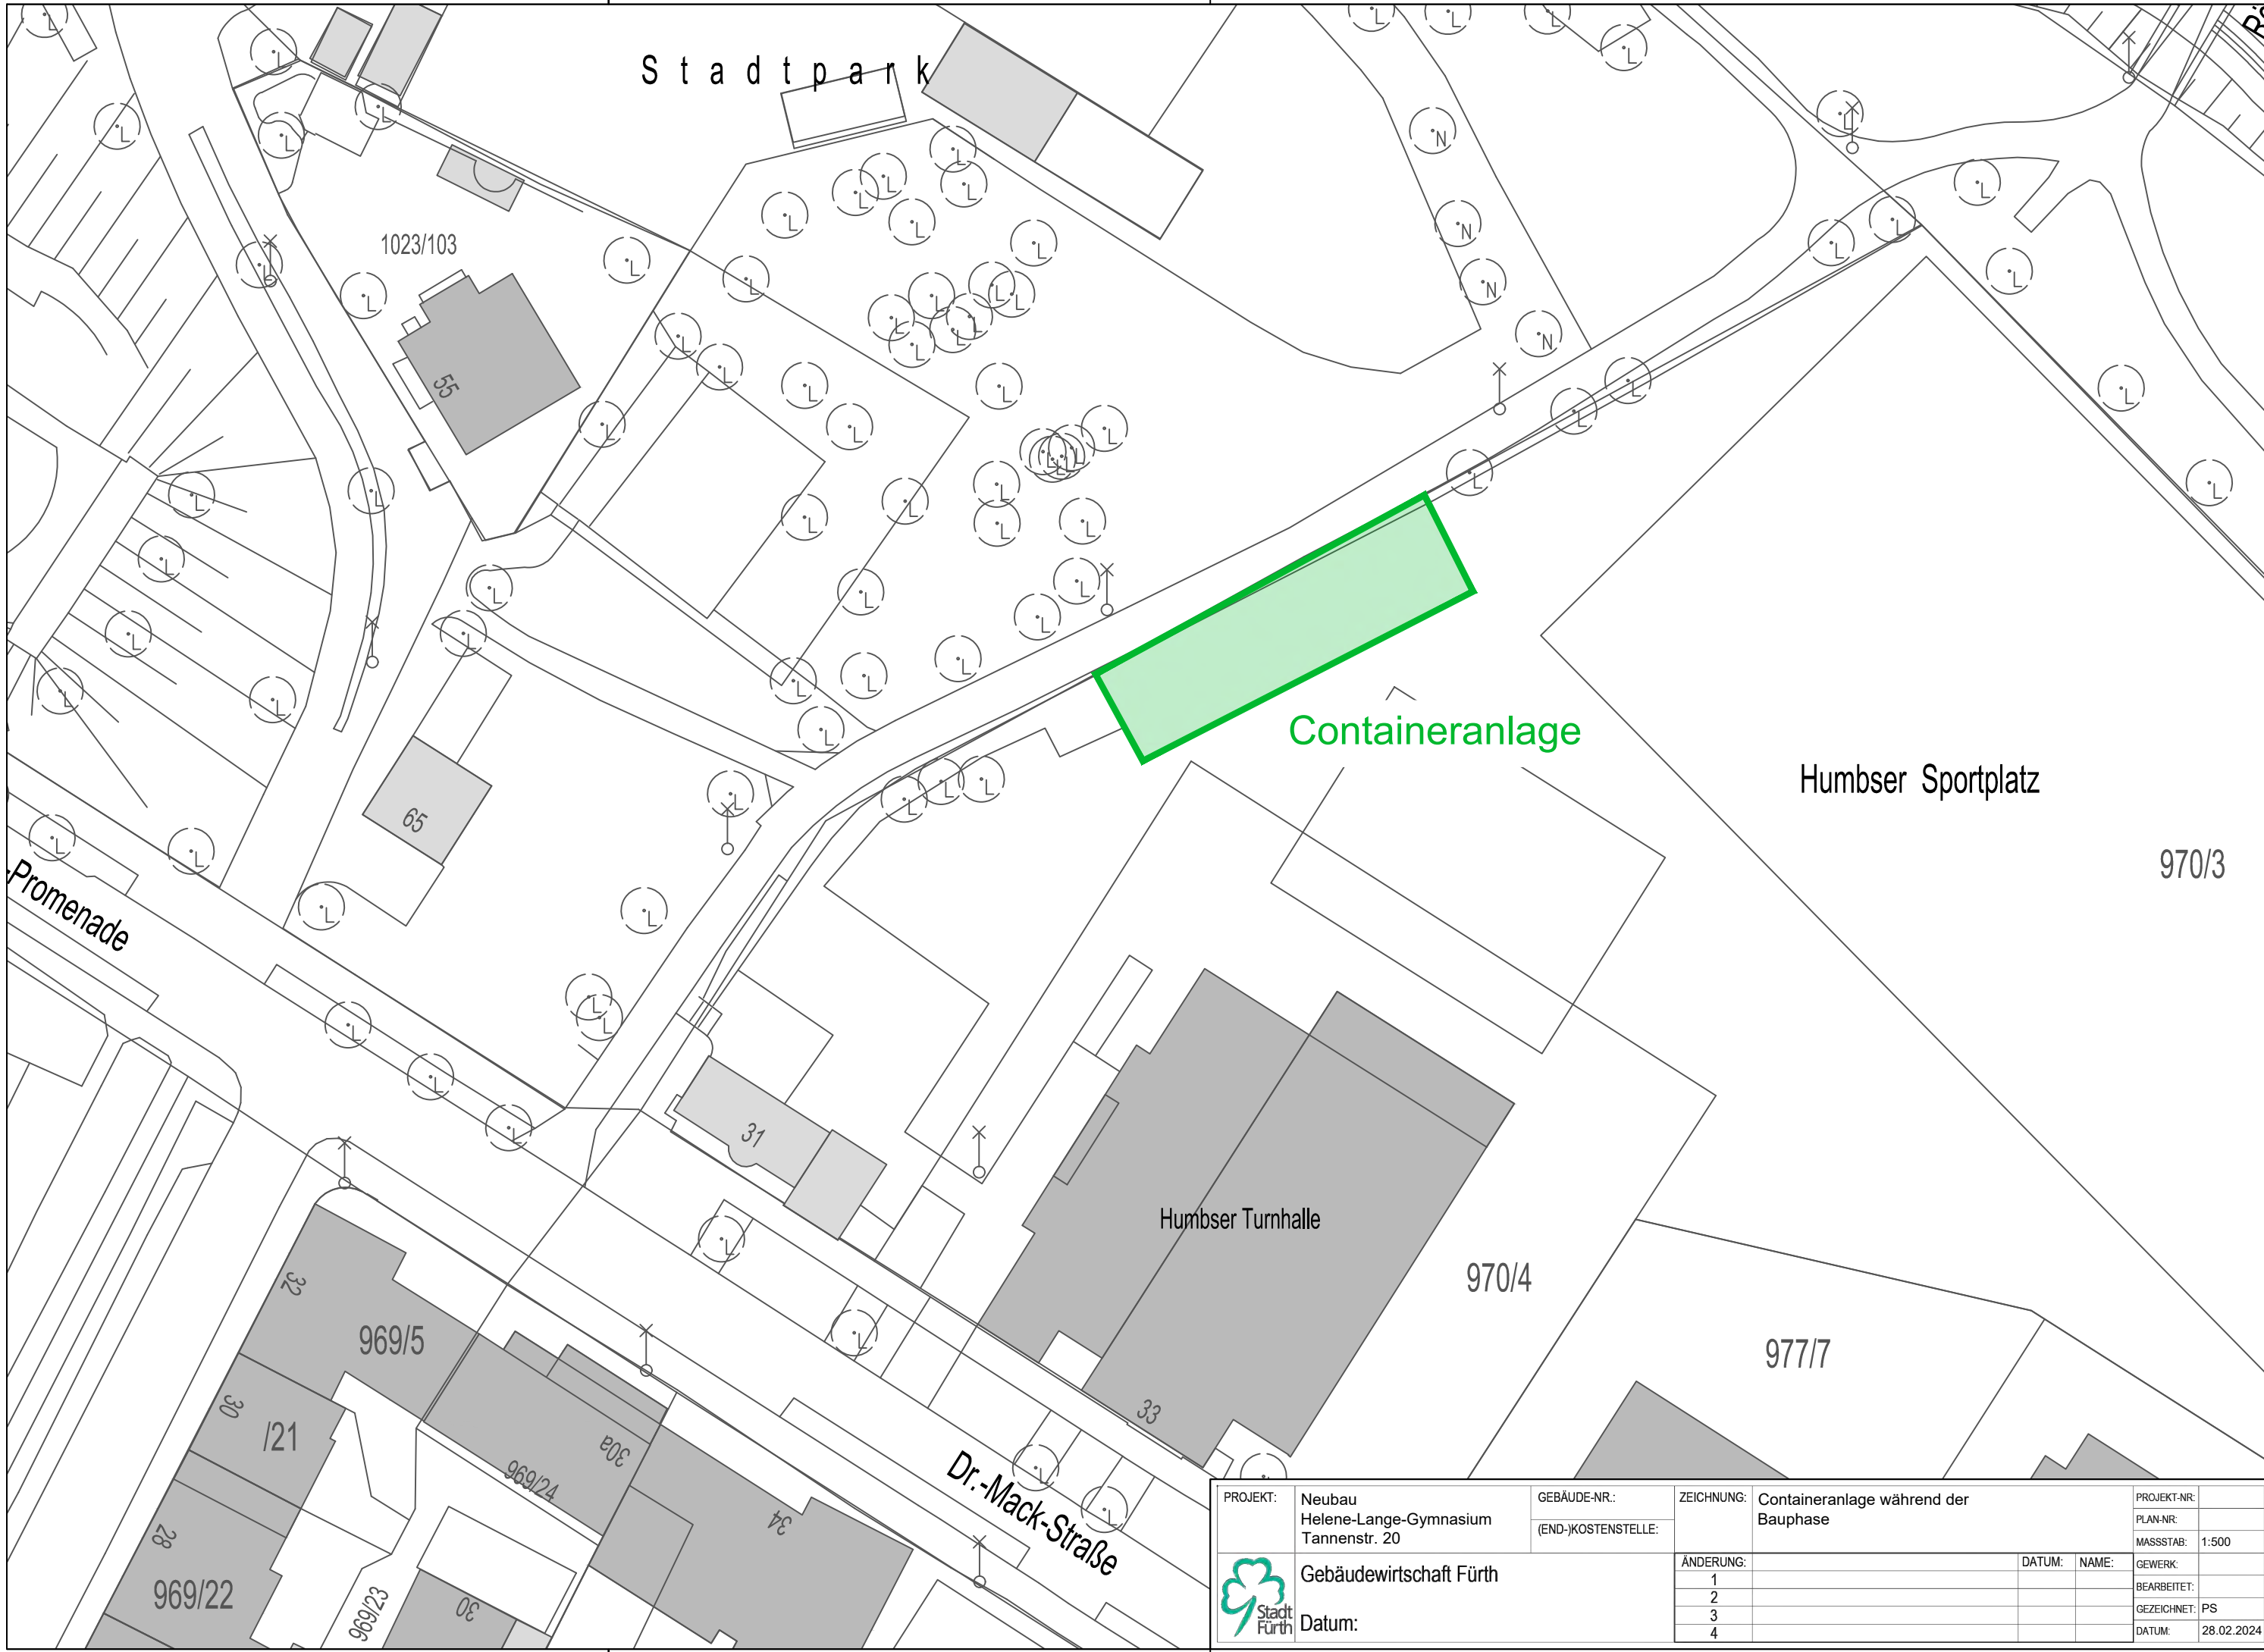 Stadtpark
1023/103
55
65
-Promenade
Containeranlage
Humbser Sportplatz
970/3
31
Humbser Turnhalle
970/4
977/7
33
32
969/5
30
/21
30a
969/24
34
28
969/22
969/23
30
Dr.-Mack-Straße
PROJEKT:
Neubau
Helene-Lange-Gymnasium
Tannenstr. 20
GEBÄUDE-NR.:
(END-)KOSTENSTELLE:
ZEICHNUNG:
Containeranlage während der
Bauphase
PROJEKT-NR:
PLAN-NR:
MASSSTAB: 1:500
GEWERK:
BEARBEITET:
GEZEICHNET: PS
DATUM: 28.02.2024
Stadt
Fürth
Gebäudewirtschaft Fürth
Datum:
ÄNDERUNG: DATUM: NAME:
1
2
3
4